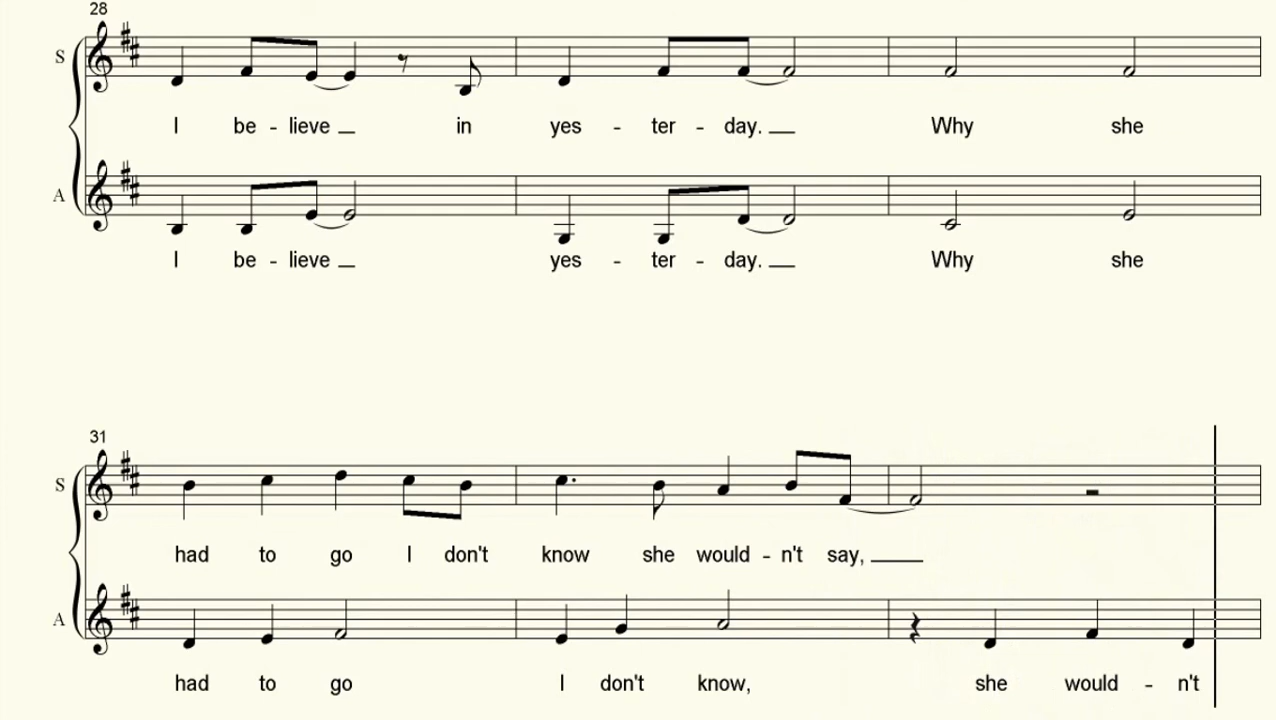 28
S
I be - lieve _ in yes - ter - day. _ Why she
A
I be - lieve _ yes - ter - day. _ Why she
31
S
had to go I don't know she would - n't say, _
A
had to go I don't know, she would - n't